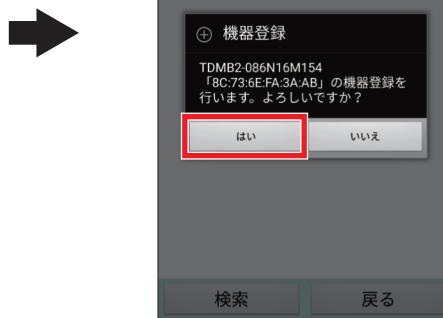 機器登録
TDMB2-086N16M154
「8C:73:6E:FA:3A:AB」の機器登録を
行います。よろしいですか？
はい
いいえ
検索
戻る